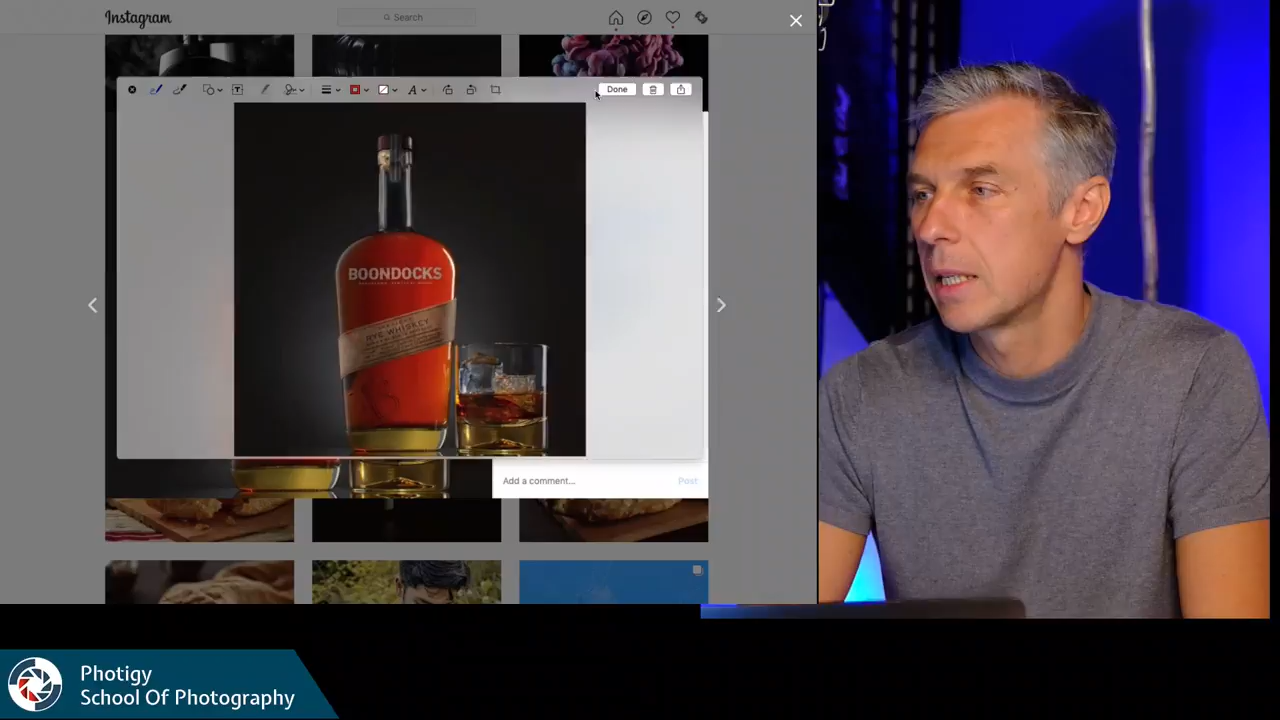 Instagram
Search
Done
BOONDOCKS
RYE WHISKEY
Add a comment...
Post
Photigy
School Of Photography